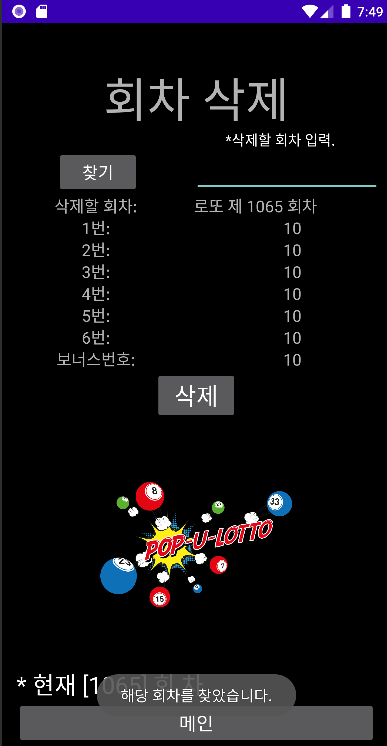 7:49
회차 삭제
*삭제할 회차 입력.
찾기
삭제할 회차: 로또 제 1065 회차
1번: 10
2번: 10
3번: 10
4번: 10
5번: 10
6번: 10
보너스번호: 10
삭제
8
33
POP-U-LOTTO
15
* 현재 [1065] 회 차
해당 회차를 찾았습니다.
메인